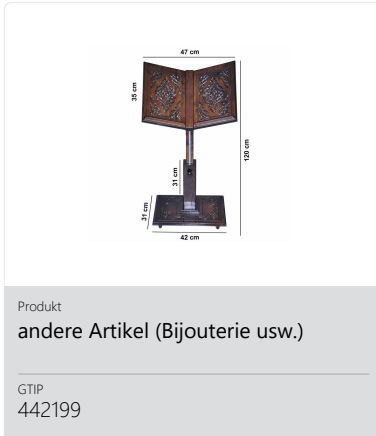 47 cm
35 cm
120 cm
31 cm
31 cm
42 cm
Produkt
andere Artikel (Bijouterie usw.)
GTIP
442199